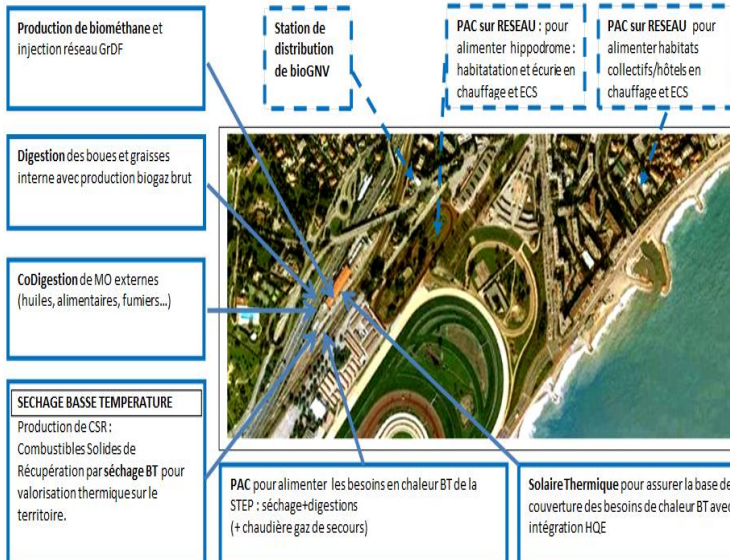 Production de biométhane et
injection réseau GrDF
Station de
distribution
de bioGNV
PAC sur RESEAU : pour
alimenter hippodrome :
habitatation et écurie en
chauffage et ECS
PAC sur RESEAU pour
alimenter habitats
collectifs/hôtels en
chauffage et ECS
Digestion des boues et graisses
interne avec production biogaz brut
CoDigestion de MO externes
(huiles, alimentaires, fumiers...)
SECHAGE BASSE TEMPERATURE
Production de CSR :
Combustibles Solides de
Récupération par séchage BT pour
valorisation thermique sur le
territoire.
PAC pour alimenter les besoins en chaleur BT de la
STEP : séchage+digestions
(+ chaudière gaz de secours)
Solaire Thermique pour assurer la base de
couverture des besoins de chaleur BT avec
intégration HQE